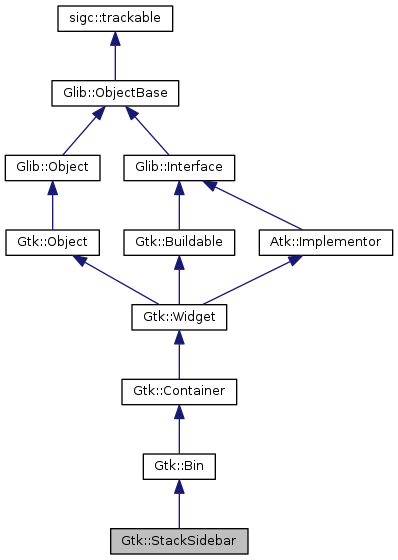 sigc::trackable
Glib::ObjectBase
Glib::Object
Glib::Interface
Gtk::Object
Gtk::Buildable
Atk::Implementor
Gtk::Widget
Gtk::Container
Gtk::Bin
Gtk::StackSidebar